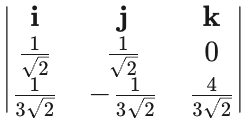 | i j k |
| 1/√2 1/√2 0 |
| 1/(3√2) −1/(3√2) 4/(3√2) |